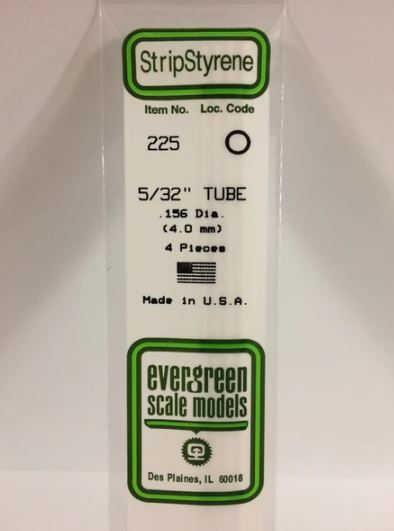 StripStyrene
Item No. Loc. Code
225 O
5/32" TUBE
.156 Dia.
(4.0 mm)
4 Pieces
Made in U.S.A.
evergreen
scale models
Des Plaines, IL 60018